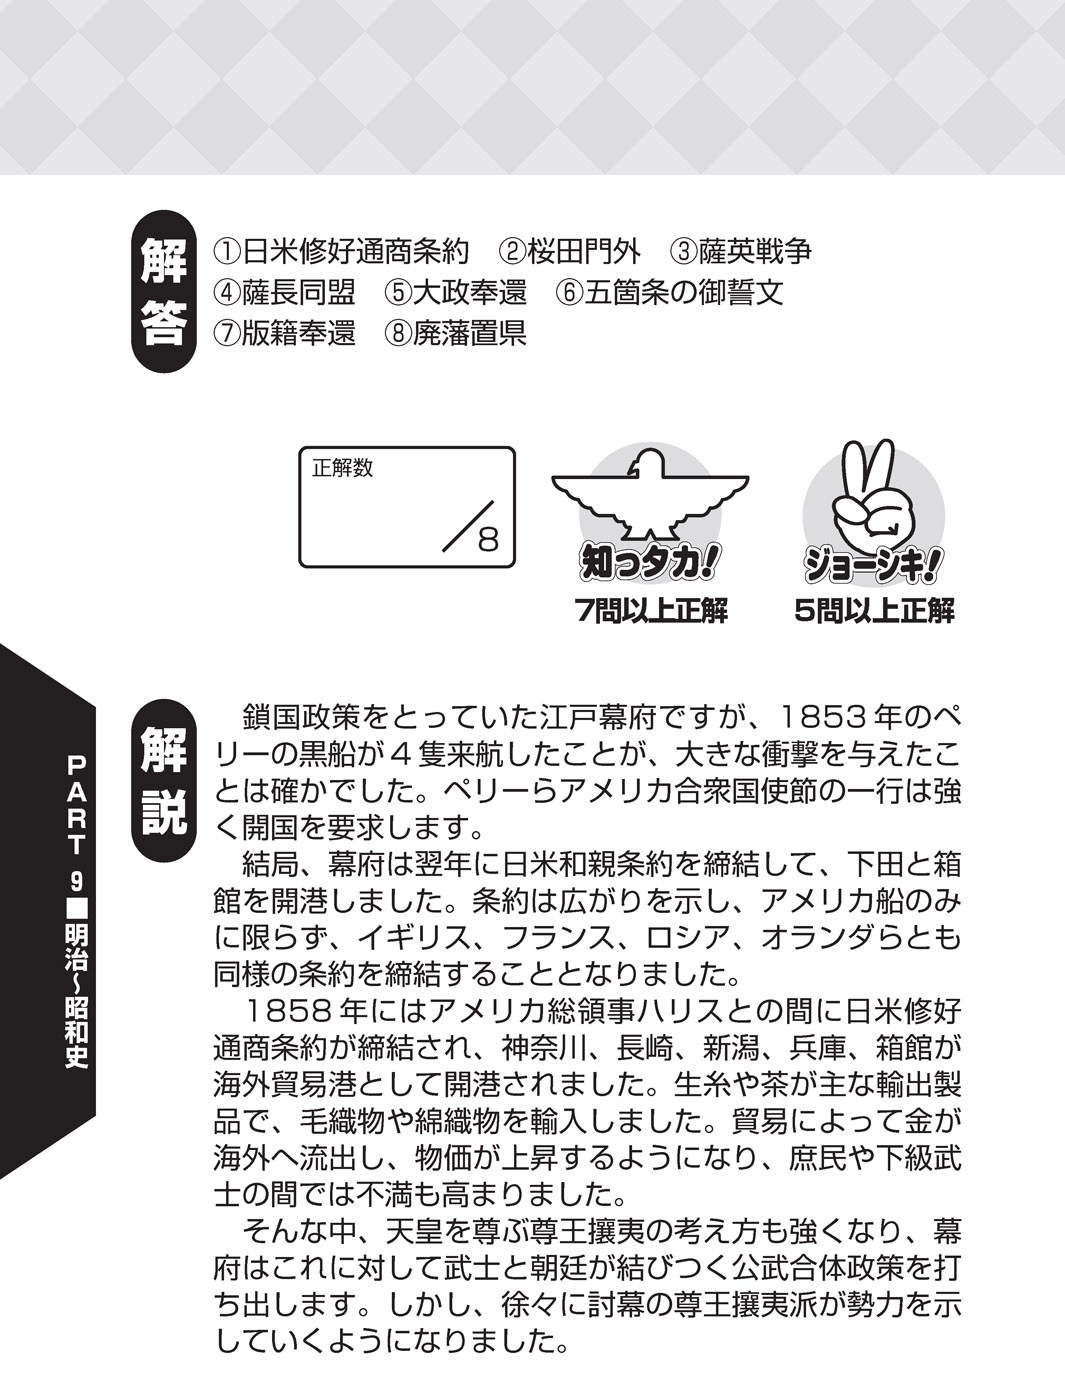 解答
①日米修好通商条約　②桜田門外　③薩英戦争
④薩長同盟　⑤大政奉還　⑥五箇条の御誓文
⑦版籍奉還　⑧廃藩置県
正解数
／8
知っタカ！
7問以上正解
ジョーシキ！
5問以上正解
PART 9■明治〜昭和史
解説
　鎖国政策をとっていた江戸幕府ですが、1853年のペ
リーの黒船が4隻来航したことが、大きな衝撃を与えたこ
とは確かでした。ペリーらアメリカ合衆国使節の一行は強
く開国を要求します。
　結局、幕府は翌年に日米和親条約を締結して、下田と箱
館を開港しました。条約は広がりを示し、アメリカ船のみ
に限らず、イギリス、フランス、ロシア、オランダらとも
同様の条約を締結することとなりました。
　1858年にはアメリカ総領事ハリスとの間に日米修好
通商条約が締結され、神奈川、長崎、新潟、兵庫、箱館が
海外貿易港として開港されました。生糸や茶が主な輸出製
品で、毛織物や綿織物を輸入しました。貿易によって金が
海外へ流出し、物価が上昇するようになり、庶民や下級武
士の間では不満も高まりました。
　そんな中、天皇を尊ぶ尊王攘夷の考え方も強くなり、幕
府はこれに対して武士と朝廷が結びつく公武合体政策を打
ち出します。しかし、徐々に討幕の尊王攘夷派が勢力を示
していくようになりました。